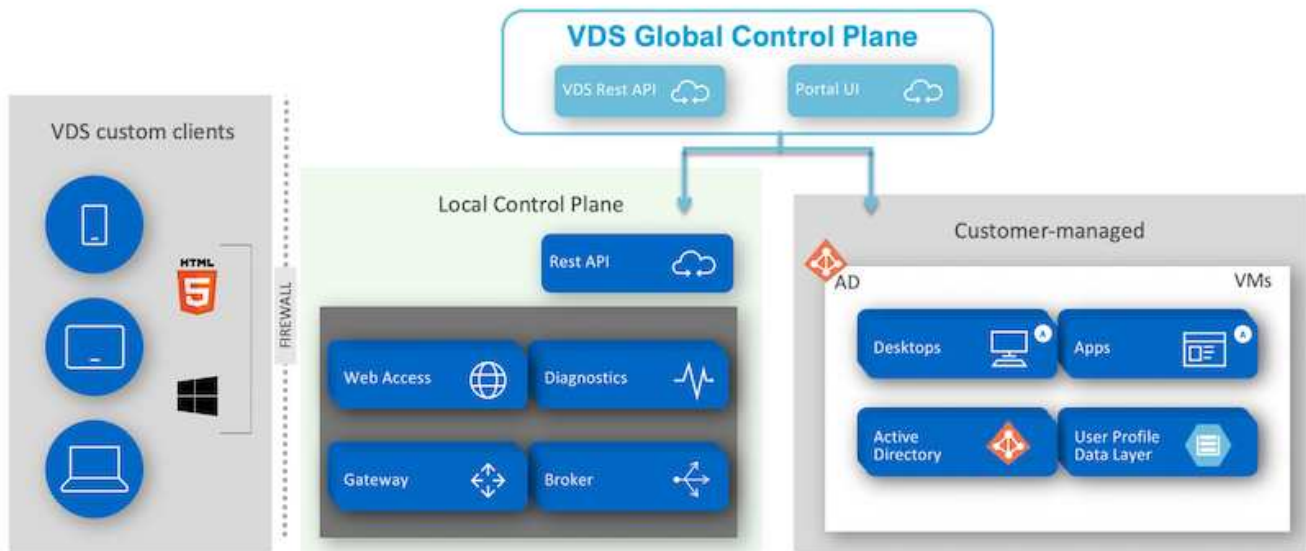 VDS Global Control Plane
VDS Rest API
Portal UI
VDS custom clients
HTML
5
FIREWALL
Local Control Plane
Rest API
Web Access
Diagnostics
Gateway
Broker
Customer-managed
AD
VMs
Desktops
A
Apps
A
Active
Directory
User Profile
Data Layer